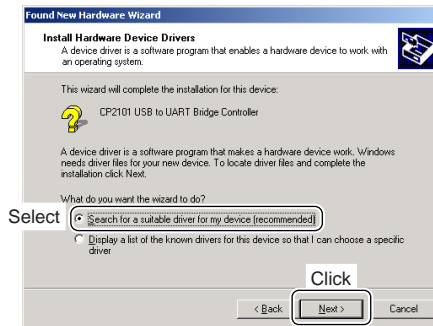 Found New Hardware Wizard
Install Hardware Device Drivers
A device driver is a software program that enables a hardware device to work with
an operating system.
This wizard will complete the installation for this device:
CP2101 USB to UART Bridge Controller
A device driver is a software program that makes a hardware device work. Windows
needs driver files for your new device. To locate driver files and complete the
installation click Next.
What do you want the wizard to do?
Select
Search for a suitable driver for my device (recommended)
Display a list of the known drivers for this device so that I can choose a specific
driver
Click
< Back Next > Cancel